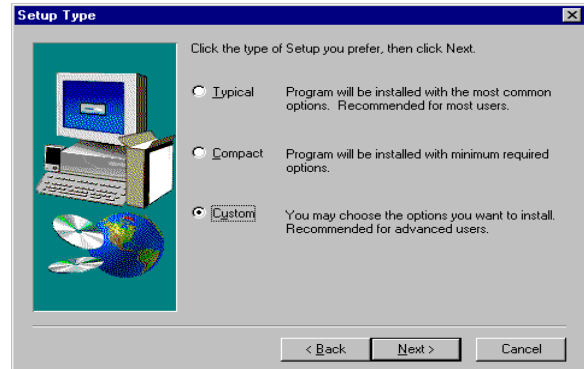 Setup Type
Click the type of Setup you prefer, then click Next.
Typical
Program will be installed with the most common
options. Recommended for most users.
Compact
Program will be installed with minimum required
options.
Custom
You may choose the options you want to install.
Recommended for advanced users.
< Back
Next >
Cancel